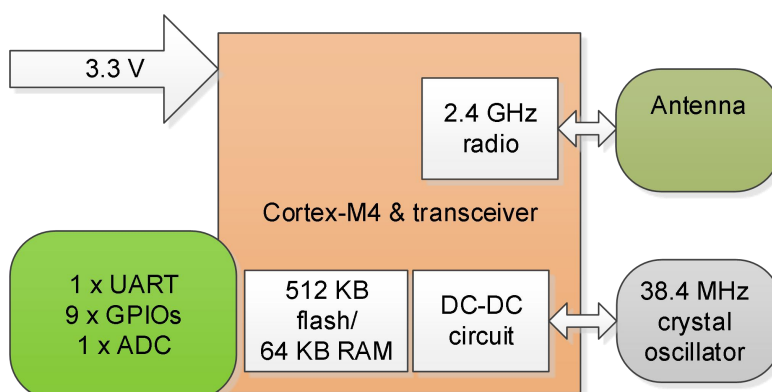 3.3 V
2.4 GHz
radio
Antenna
Cortex-M4 & transceiver
1 x UART
9 x GPIOs
1 x ADC
512 KB
flash/
64 KB RAM
DC-DC
circuit
38.4 MHz
crystal
oscillator